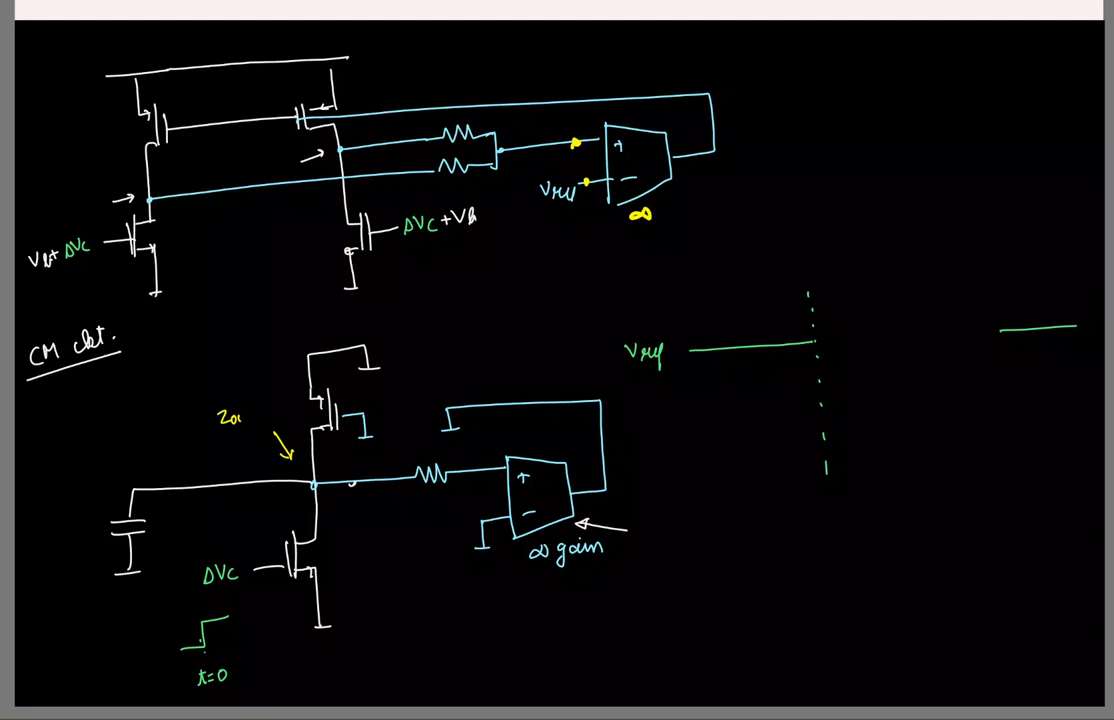 +
Vref
−
∞
ΔVC+VB
VB+ΔVC
CM ckt.
Vref
+
−
∞ gain
ΔVC
t=0